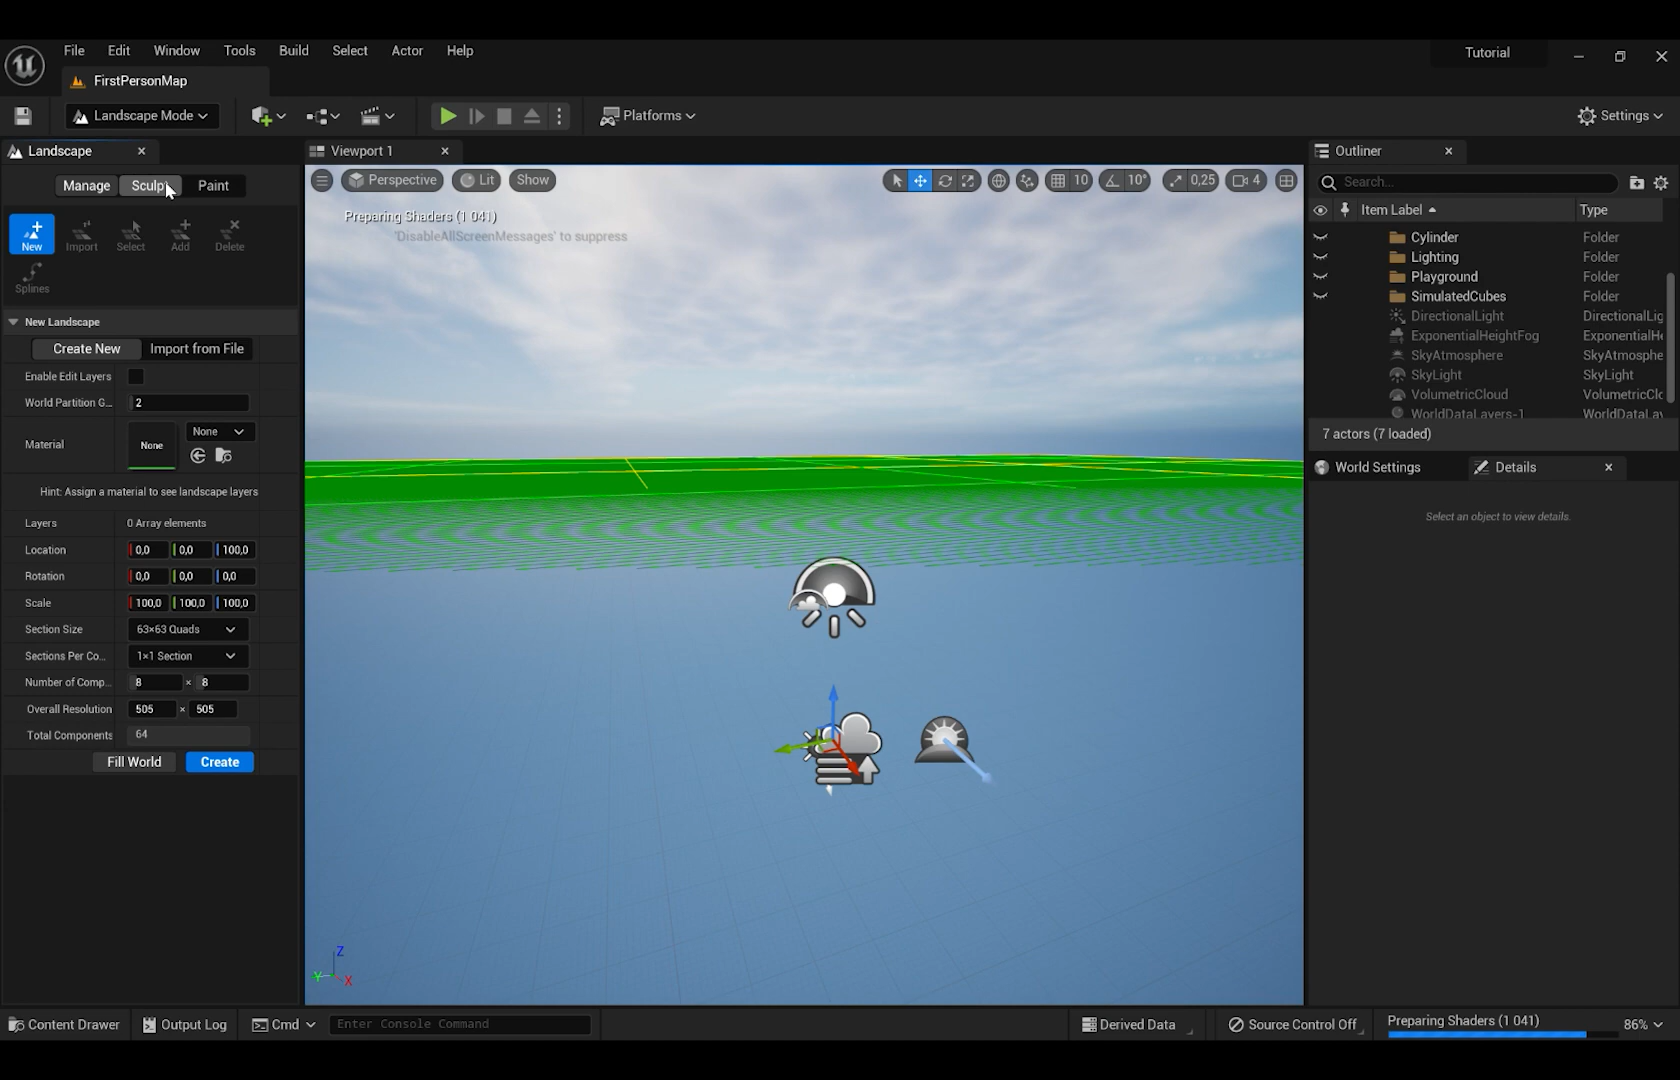 File Edit Window Tools Build Select Actor Help
Tutorial
FirstPersonMap
Landscape Mode
Platforms
Settings
Landscape
Viewport 1
Outliner
Manage Sculpt Paint
Perspective Lit Show
10 10° 0,25 4
Search...
Item Label Type
Preparing Shaders (1 041)
'DisableAllScreenMessages' to suppress
New Import Select Add Delete
Splines
Cylinder Folder
Lighting Folder
Playground Folder
SimulatedCubes Folder
DirectionalLight DirectionalLig
ExponentialHeightFog ExponentialHe
SkyAtmosphere SkyAtmosphe
SkyLight SkyLight
VolumetricCloud VolumetricClo
WorldDataLayers-1 WorldDataLay
7 actors (7 loaded)
World Settings Details
Select an object to view details.
New Landscape
Create New Import from File
Enable Edit Layers
World Partition G... 2
Material None None
Hint: Assign a material to see landscape layers
Layers 0 Array elements
Location 0,0 0,0 100,0
Rotation 0,0 0,0 0,0
Scale 100,0 100,0 100,0
Section Size 63×63 Quads
Sections Per Co... 1×1 Section
Number of Comp... 8 × 8
Overall Resolution 505 × 505
Total Components 64
Fill World Create
Z
Y X
Content Drawer Output Log Cmd Enter Console Command
Derived Data Source Control Off Preparing Shaders (1 041) 86%